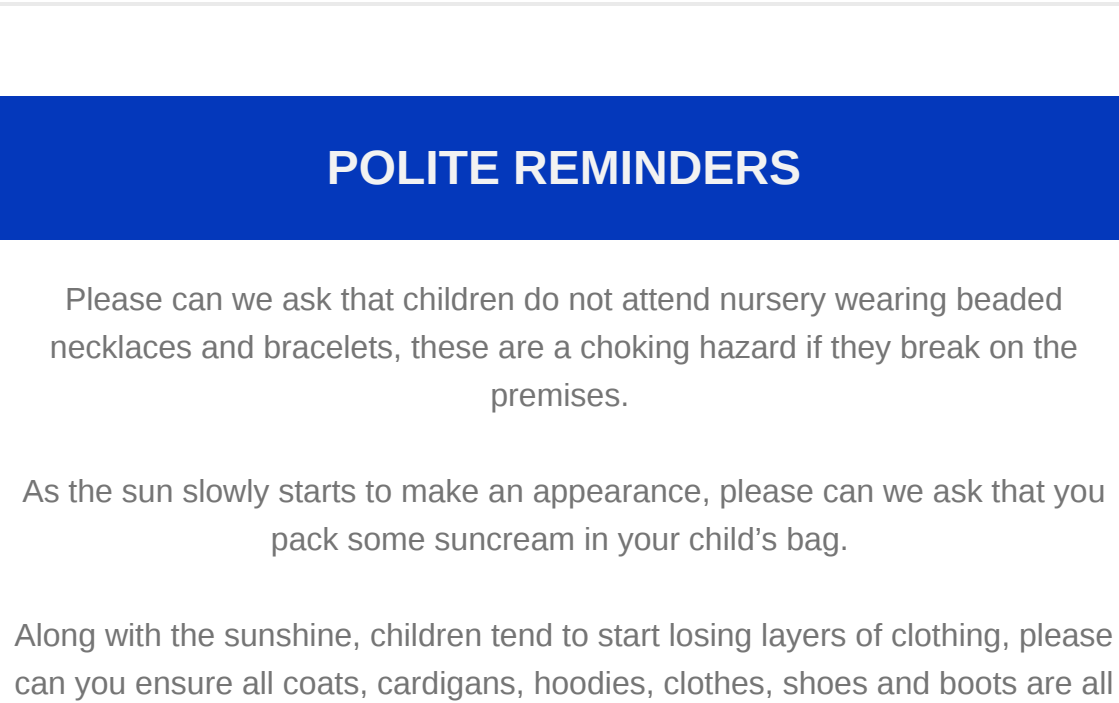 POLITE REMINDERS
Please can we ask that children do not attend nursery wearing beaded
necklaces and bracelets, these are a choking hazard if they break on the
premises.
As the sun slowly starts to make an appearance, please can we ask that you
pack some suncream in your child’s bag.
Along with the sunshine, children tend to start losing layers of clothing, please
can you ensure all coats, cardigans, hoodies, clothes, shoes and boots are all